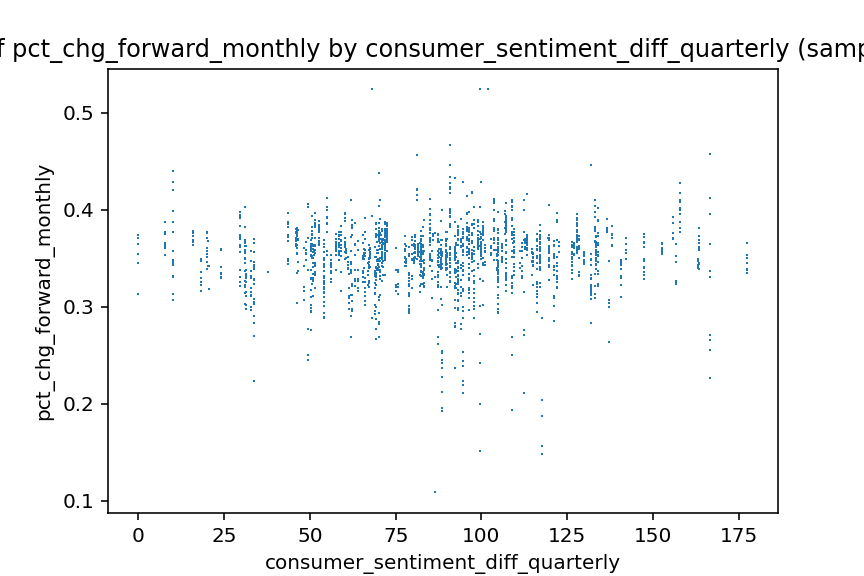 pct_chg_forward_monthly by consumer_sentiment_diff_quarterly
0.5
0.4
0.3
0.2
0.1
pct_chg_forward_monthly
0 25 50 75 100 125 150 175
consumer_sentiment_diff_quarterly